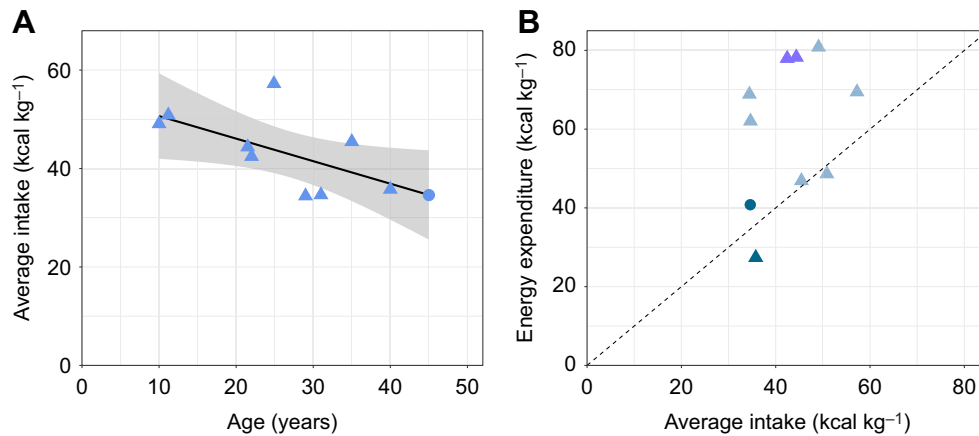 A
Average intake (kcal kg⁻¹)
60
40
20
0
0 10 20 30 40 50
Age (years)
B
Energy expenditure (kcal kg⁻¹)
80
60
40
20
0
0 20 40 60 80
Average intake (kcal kg⁻¹)